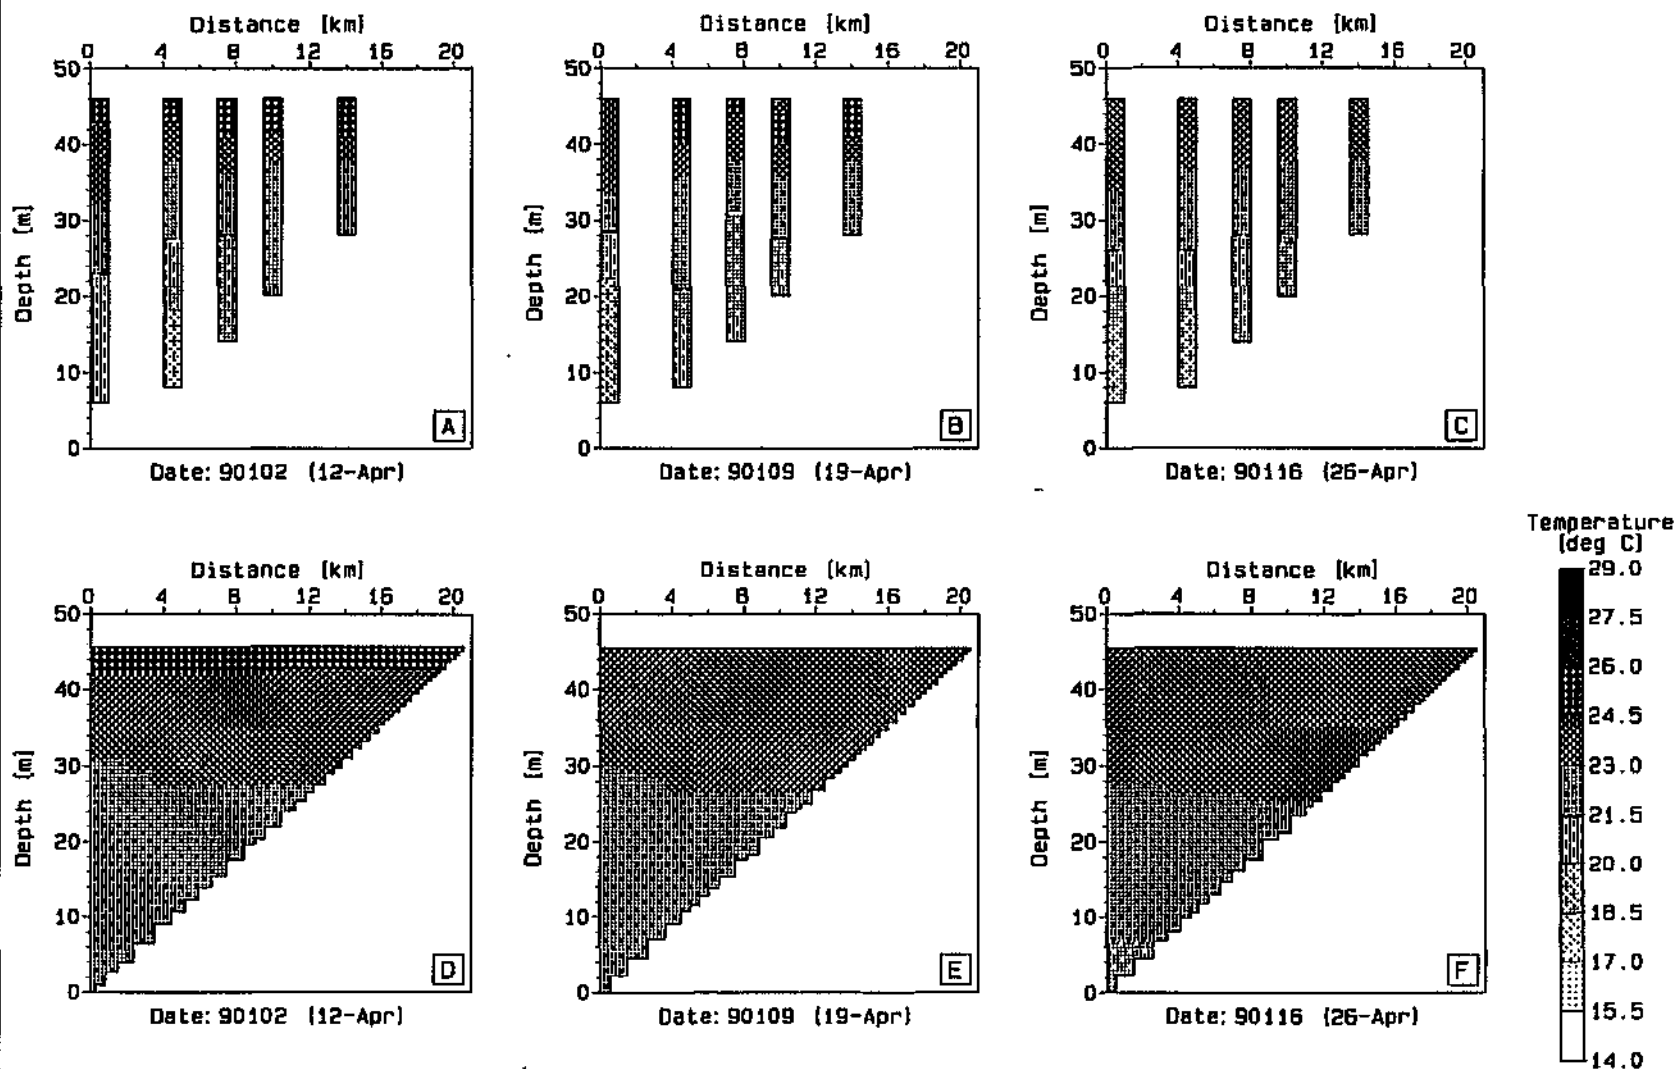 Distance [km]
0 4 8 12 16 20
50
40
30
20
10
0
Depth [m]
A
Date: 90102 (12-Apr)
Distance [km]
0 4 8 12 16 20
50
40
30
20
10
0
Depth [m]
B
Date: 90109 (19-Apr)
Distance [km]
0 4 8 12 16 20
50
40
30
20
10
0
Depth [m]
C
Date: 90116 (26-Apr)
Distance [km]
0 4 8 12 16 20
50
40
30
20
10
0
Depth [m]
D
Date: 90102 (12-Apr)
Distance [km]
0 4 8 12 16 20
50
40
30
20
10
0
Depth [m]
E
Date: 90109 (19-Apr)
Distance [km]
0 4 8 12 16 20
50
40
30
20
10
0
Depth [m]
F
Date: 90116 (26-Apr)
Temperature
[deg C]
29.0
27.5
26.0
24.5
23.0
21.5
20.0
18.5
17.0
15.5
14.0